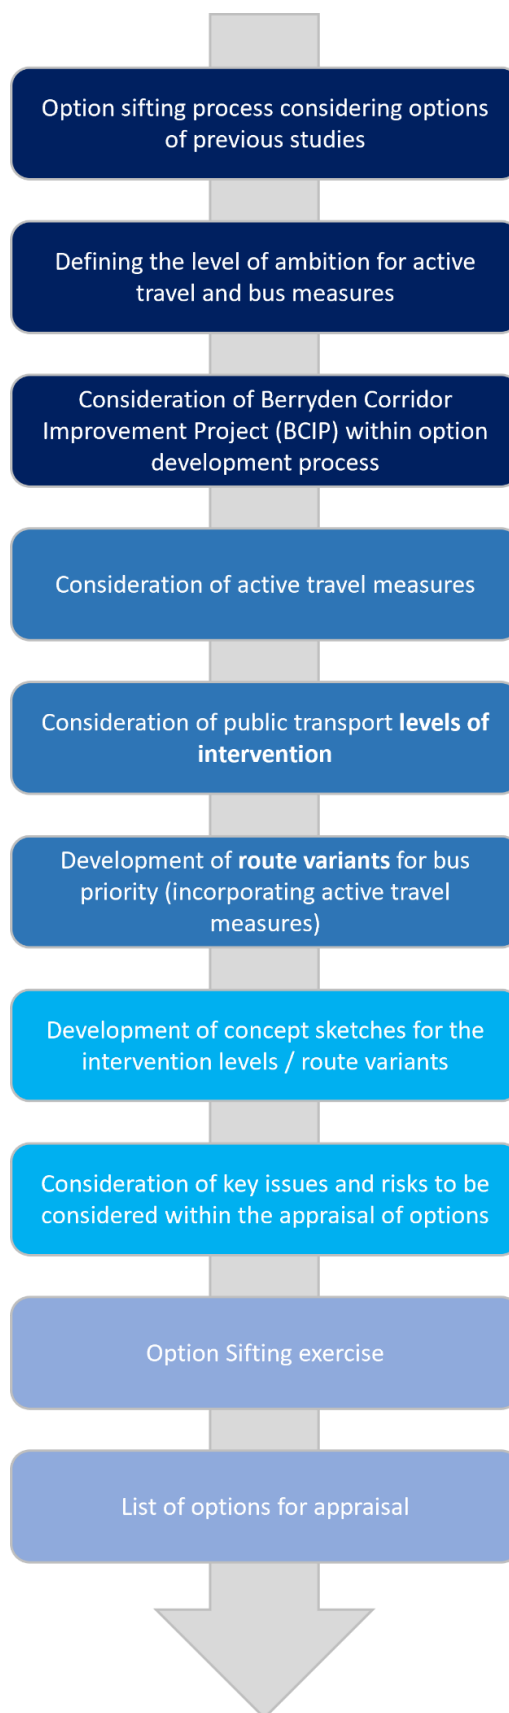 Option sifting process considering options
of previous studies
Defining the level of ambition for active
travel and bus measures
Consideration of Berryden Corridor
Improvement Project (BCIP) within option
development process
Consideration of active travel measures
Consideration of public transport levels of
intervention
Development of route variants for bus
priority (incorporating active travel
measures)
Development of concept sketches for the
intervention levels / route variants
Consideration of key issues and risks to be
considered within the appraisal of options
Option Sifting exercise
List of options for appraisal